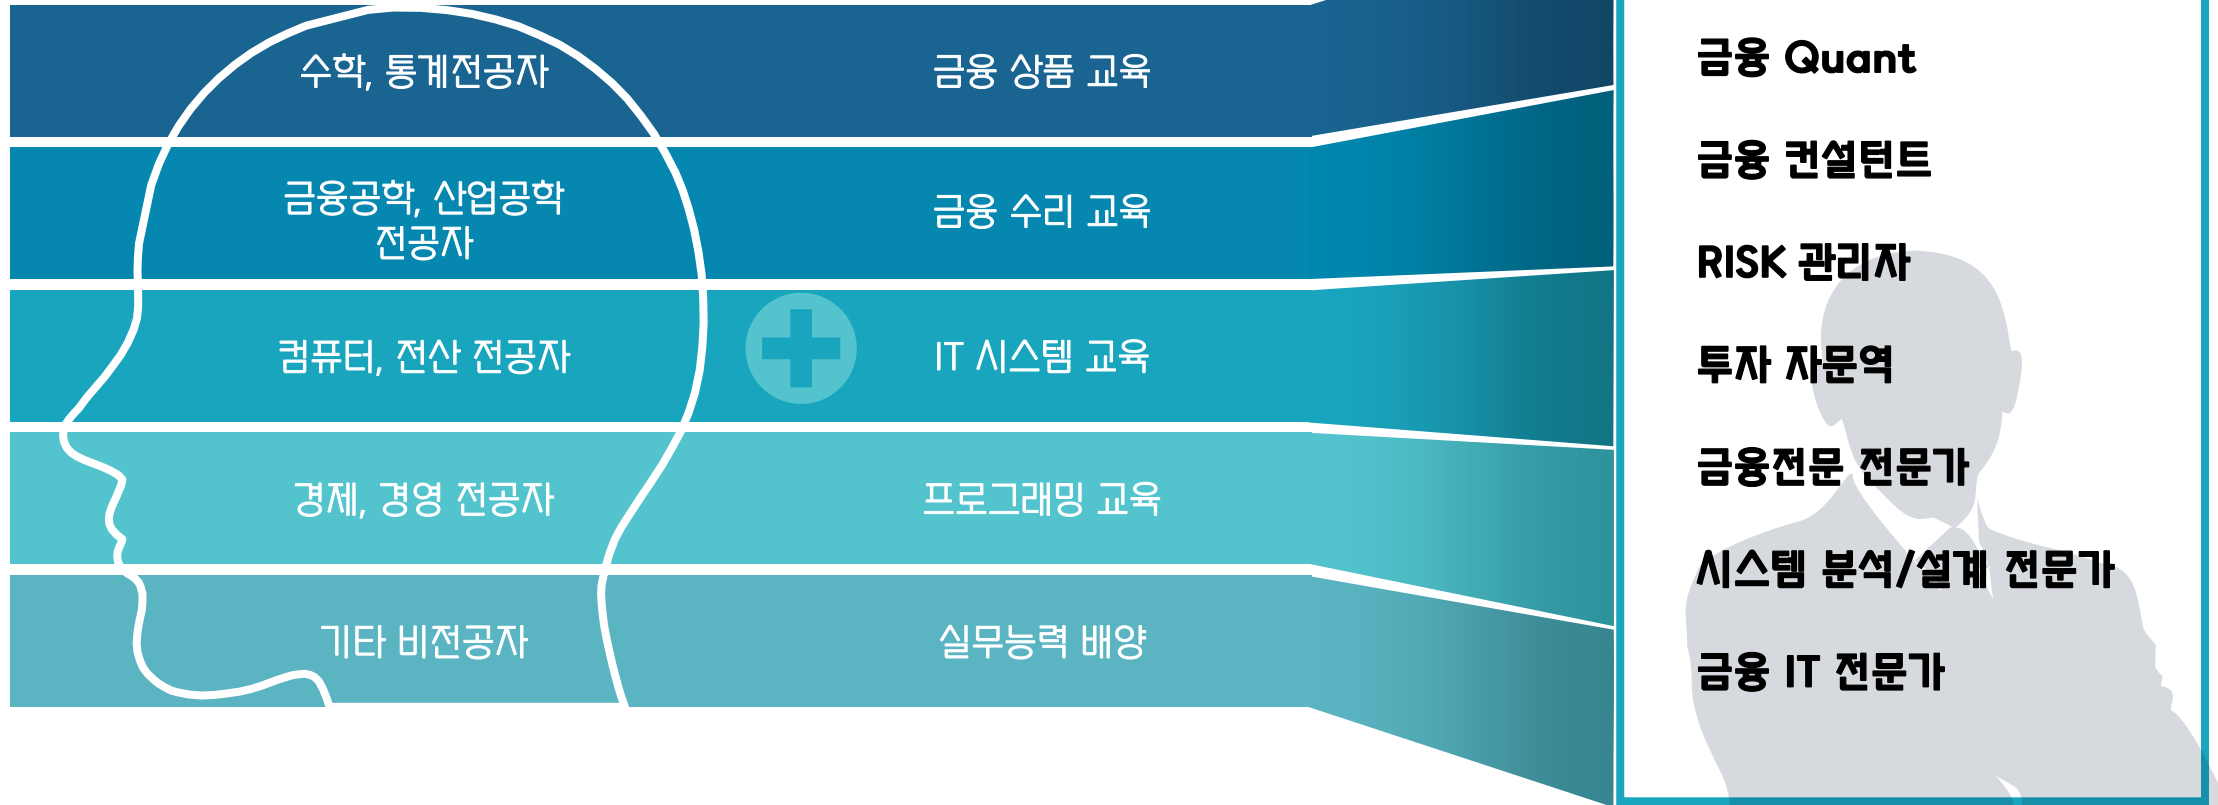 수학, 통계전공자
금융 상품 교육
금융공학, 산업공학
전공자
금융 수리 교육
컴퓨터, 전산 전공자
IT 시스템 교육
경제, 경영 전공자
프로그래밍 교육
기타 비전공자
실무능력 배양
금융 Quant
금융 컨설턴트
RISK 관리자
투자 자문역
금융전문 전문가
시스템 분석/설계 전문가
금융 IT 전문가